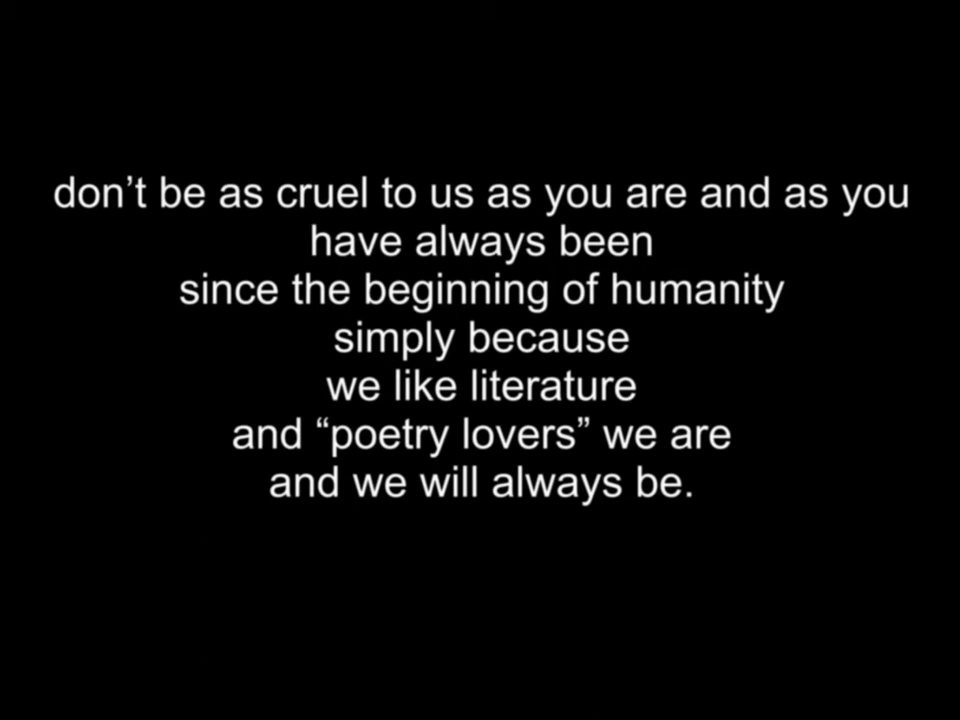 don’t be as cruel to us as you are and as you
have always been
since the beginning of humanity
simply because
we like literature
and “poetry lovers” we are
and we will always be.